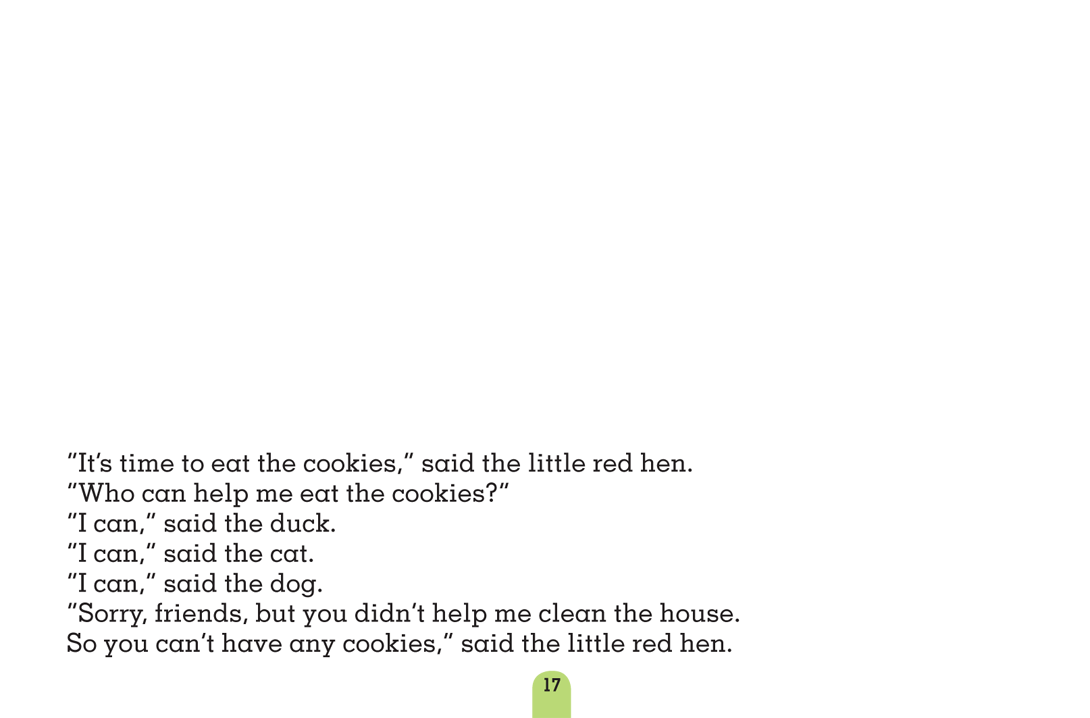 “It’s time to eat the cookies,” said the little red hen.
“Who can help me eat the cookies?”
“I can,” said the duck.
“I can,” said the cat.
“I can,” said the dog.
“Sorry, friends, but you didn’t help me clean the house.
So you can’t have any cookies,” said the little red hen.
17